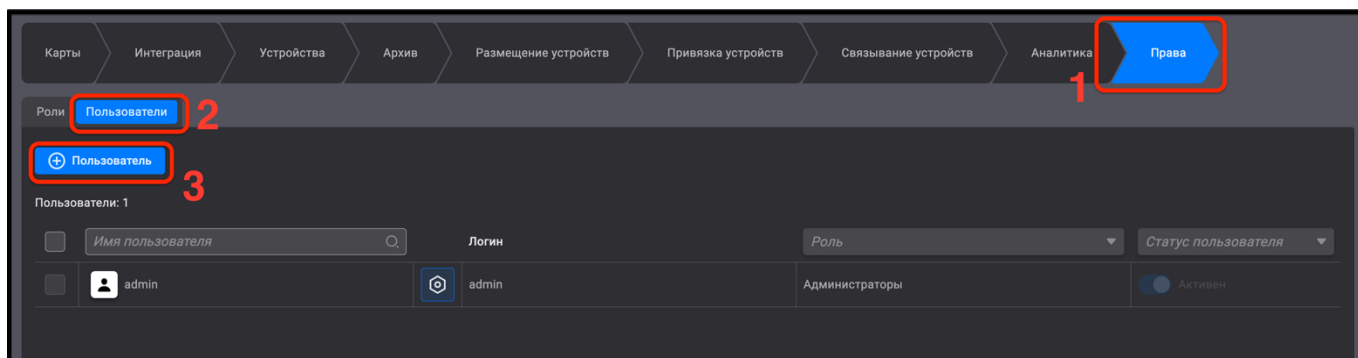 Карты Интеграция Устройства Архив Размещение устройств Привязка устройств Связывание устройств Аналитика Права
1
Роли Пользователи 2
Пользователь
3
Пользователи: 1
Имя пользователя Логин Роль Статус пользователя
admin admin Администраторы Активен